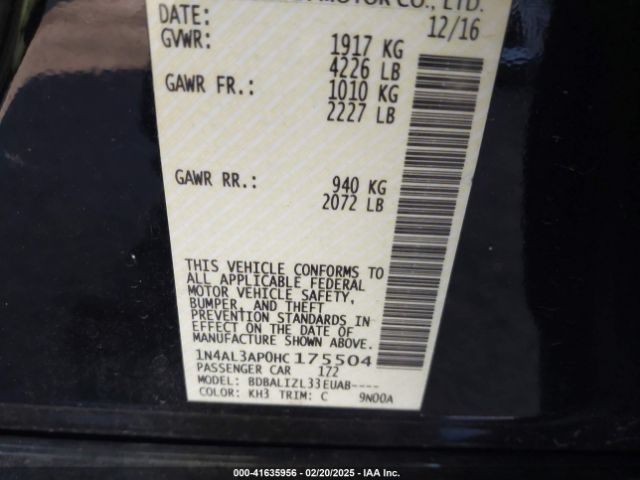 MOTOR CO., LTD.
DATE: 12/16
GVWR: 1917 KG
4226 LB
GAWR FR.: 1010 KG
2227 LB
GAWR RR.: 940 KG
2072 LB
THIS VEHICLE CONFORMS TO
ALL APPLICABLE FEDERAL
MOTOR VEHICLE SAFETY,
BUMPER, AND THEFT
PREVENTION STANDARDS IN
EFFECT ON THE DATE OF
MANUFACTURE SHOWN ABOVE.
1N4AL3AP0HC175504
PASSENGER CAR 172
MODEL: BDBALIZL33EUAB----
COLOR: KH3 TRIM: C 9N00A
000-41635956 — 02/20/2025 — IAA Inc.